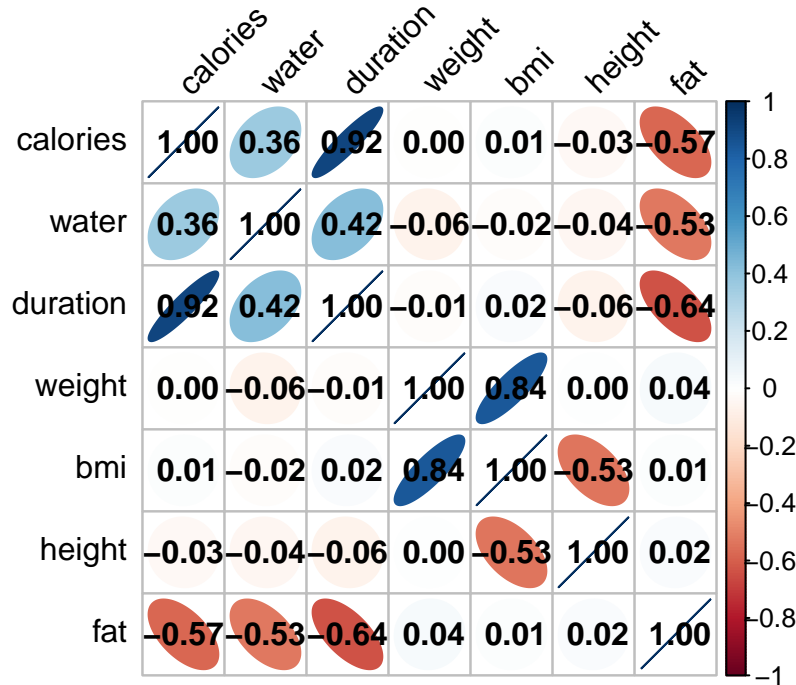 calories water duration weight bmi height fat
calories 1.00 0.36 0.92 0.00 0.01 −0.03 −0.57
water 0.36 1.00 0.42 −0.06 −0.02 −0.04 −0.53
duration 0.92 0.42 1.00 −0.01 0.02 −0.06 −0.64
weight 0.00 −0.06 −0.01 1.00 0.84 0.00 0.04
bmi 0.01 −0.02 0.02 0.84 1.00 −0.53 0.01
height −0.03 −0.04 −0.06 0.00 −0.53 1.00 0.02
fat −0.57 −0.53 −0.64 0.04 0.01 0.02 1.00
1
0.8
0.6
0.4
0.2
0
−0.2
−0.4
−0.6
−0.8
−1